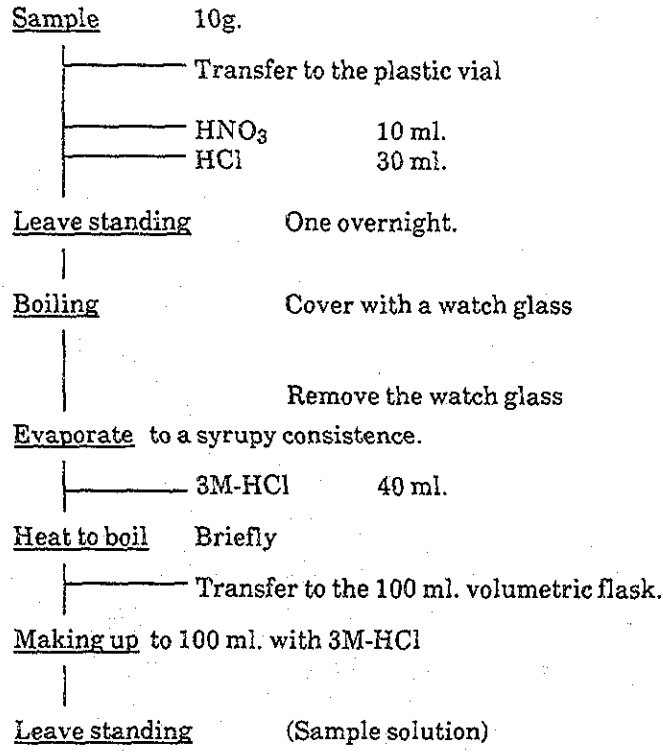 Sample 10g.
Transfer to the plastic vial
HNO₃ 10 ml.
HCl 30 ml.
Leave standing One overnight.
Boiling Cover with a watch glass
Remove the watch glass
Evaporate to a syrupy consistence.
3M-HCl 40 ml.
Heat to boil Briefly
Transfer to the 100 ml. volumetric flask.
Making up to 100 ml. with 3M-HCl
Leave standing (Sample solution)